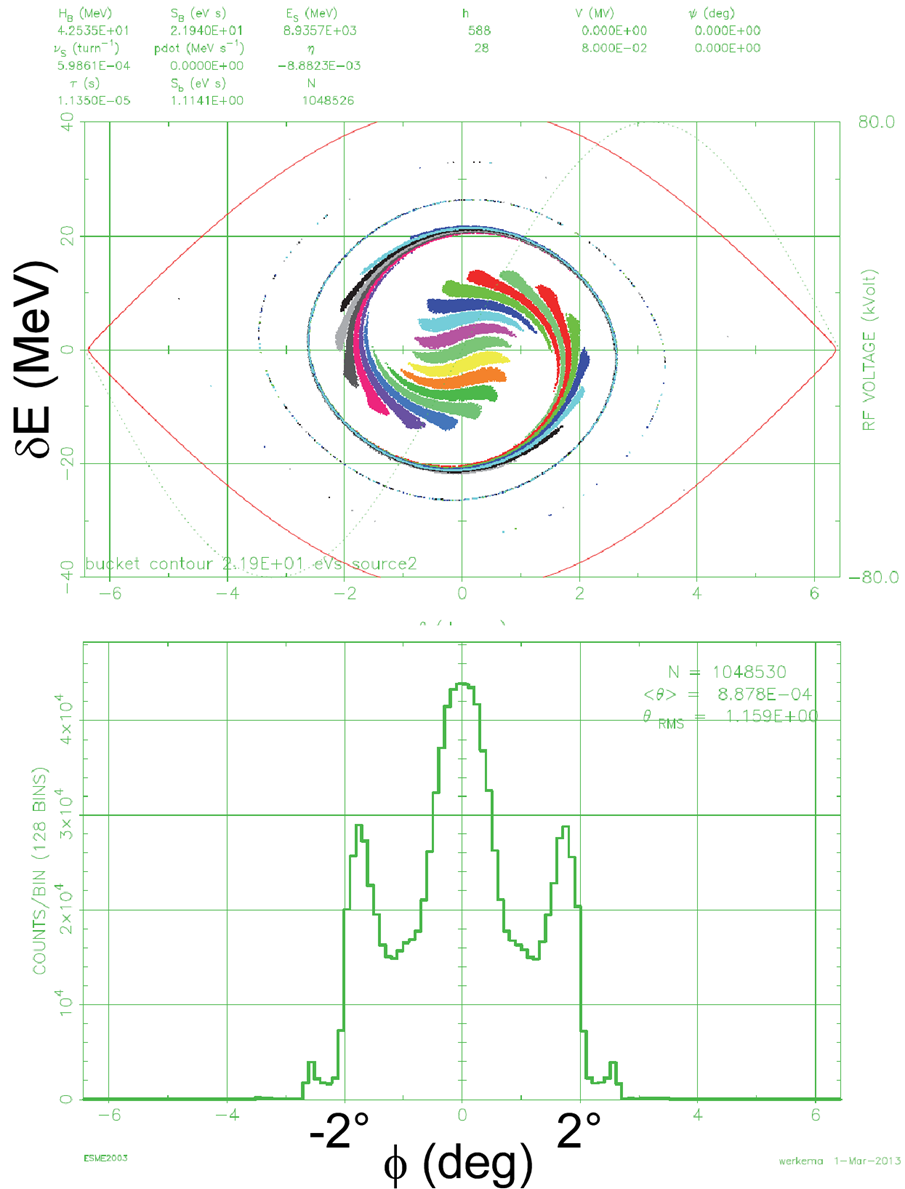 H_B (MeV) S_B (eV s) E_S (MeV) h V (MV) ψ (deg)
4.2535E+01 2.1940E+01 8.9357E+03 588 0.000E+00 0.000E+00
ν_S (turn⁻¹) pdot (MeV s⁻¹) η 28 8.000E-02 0.000E+00
5.9861E-04 0.0000E+00 -8.8823E-03
τ (s) S_b (eV s) N
1.1350E-05 1.1141E+00 1048526
40 80.0
20
0
-20
-40 -80.0
δE (MeV)
RF VOLTAGE (kVolt)
bucket contour 2.19E+01 eVs source2
-6 -4 -2 0 2 4 6
N = 1048530
<θ> = 8.878E-04
θ_RMS = 1.159E+00
COUNTS/BIN (128 BINS)
4×10⁴
3×10⁴
2×10⁴
10⁴
0
-6 -4 -2° 0 2° 4 6
ϕ (deg)
ESME2003 werkema 1-Mar-2013